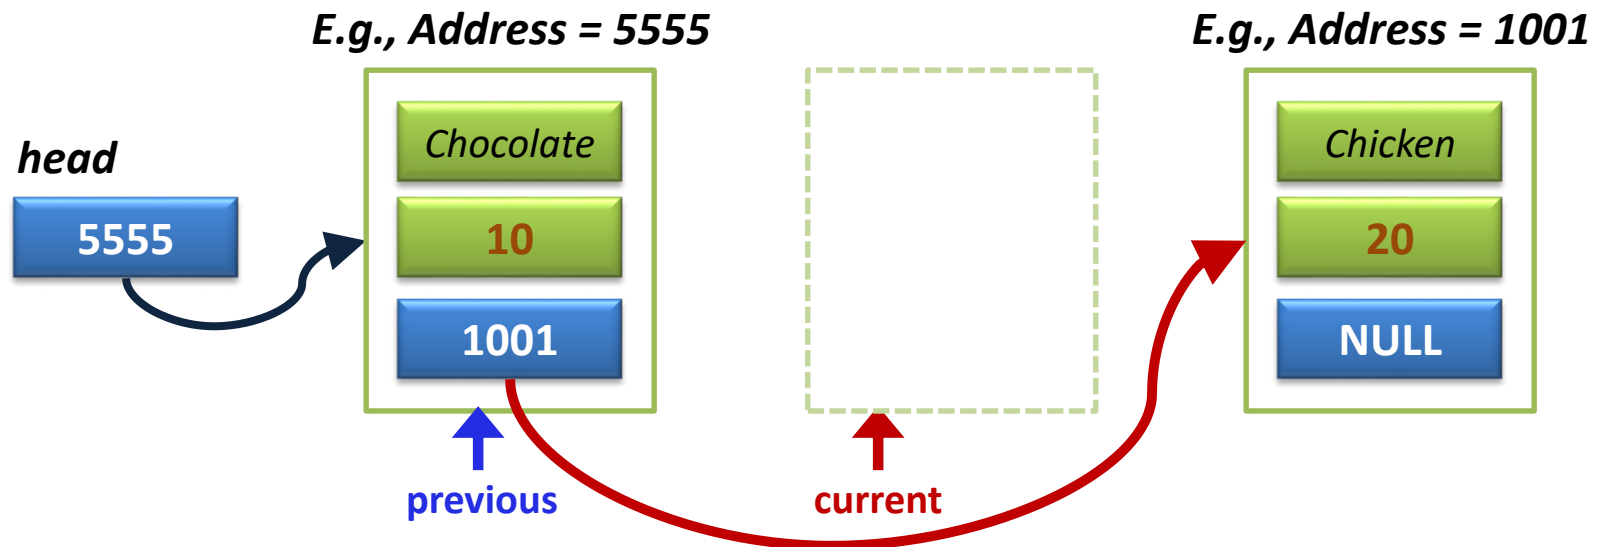 E.g., Address = 5555
E.g., Address = 1001
head
5555
Chocolate
10
1001
Chicken
20
NULL
previous
current